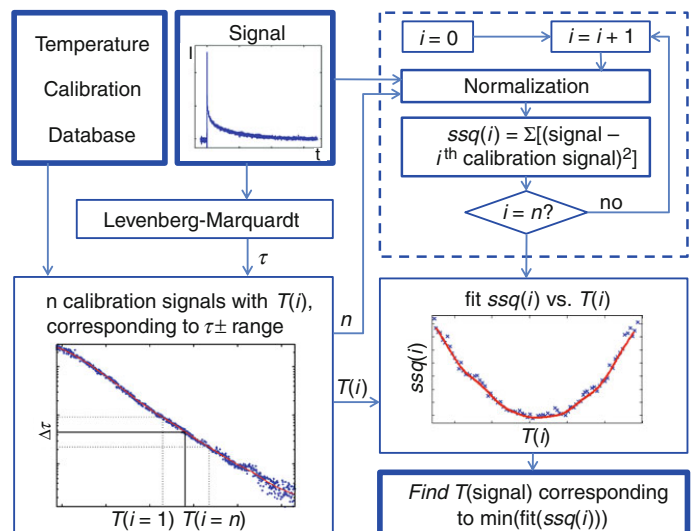 Temperature
Calibration
Database
Signal
I
t
i = 0
i = i + 1
Normalization
ssq(i) = Σ[(signal –
i th calibration signal)²]
i = n?
no
Levenberg-Marquardt
τ
n calibration signals with T(i),
corresponding to τ± range
Δτ
T(i = 1) T(i = n)
n
T(i)
fit ssq(i) vs. T(i)
ssq(i)
T(i)
Find T(signal) corresponding
to min(fit(ssq(i)))